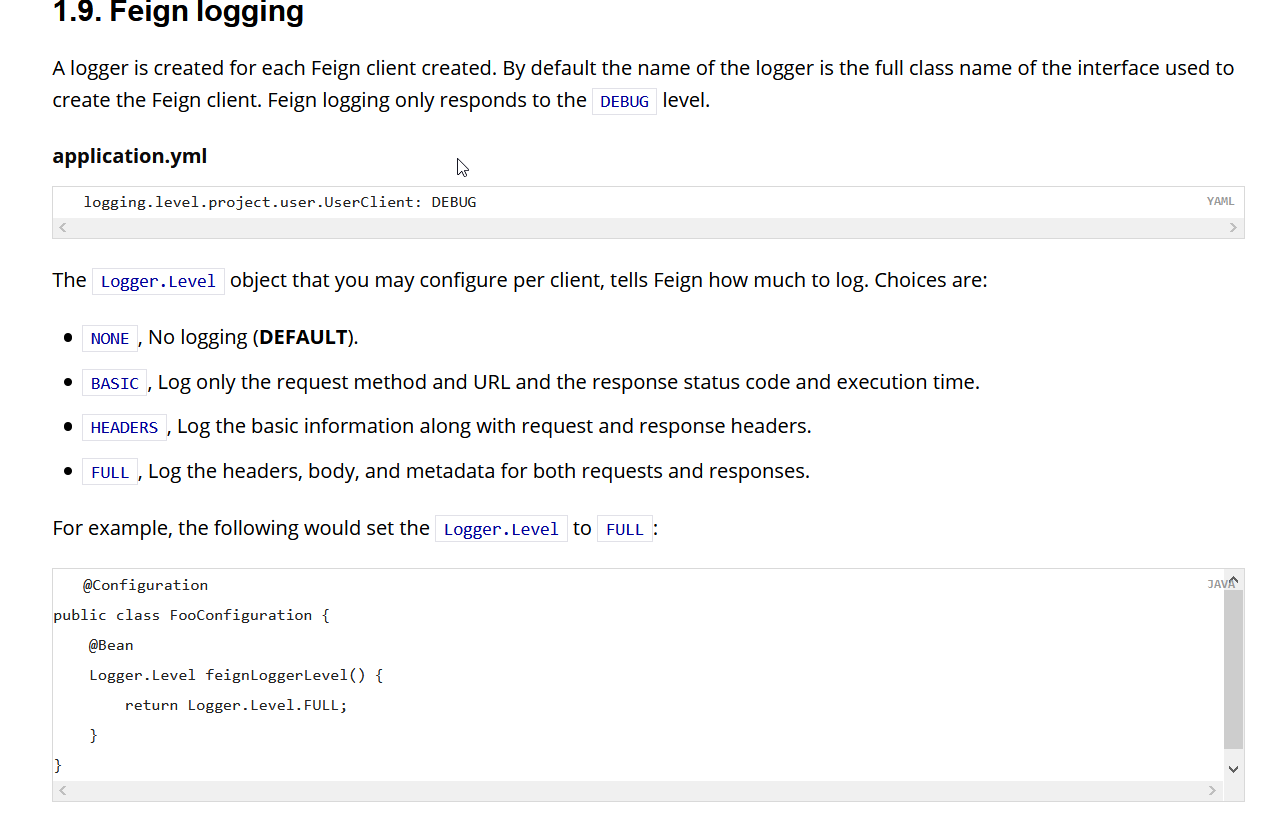 1.9. Feign logging
A logger is created for each Feign client created. By default the name of the logger is the full class name of the interface used to
create the Feign client. Feign logging only responds to the DEBUG level.
application.yml
logging.level.project.user.UserClient: DEBUG
YAML
The Logger.Level object that you may configure per client, tells Feign how much to log. Choices are:
• NONE, No logging (DEFAULT).
• BASIC, Log only the request method and URL and the response status code and execution time.
• HEADERS, Log the basic information along with request and response headers.
• FULL, Log the headers, body, and metadata for both requests and responses.
For example, the following would set the Logger.Level to FULL:
@Configuration
JAVA
public class FooConfiguration {
    @Bean
    Logger.Level feignLoggerLevel() {
        return Logger.Level.FULL;
    }
}